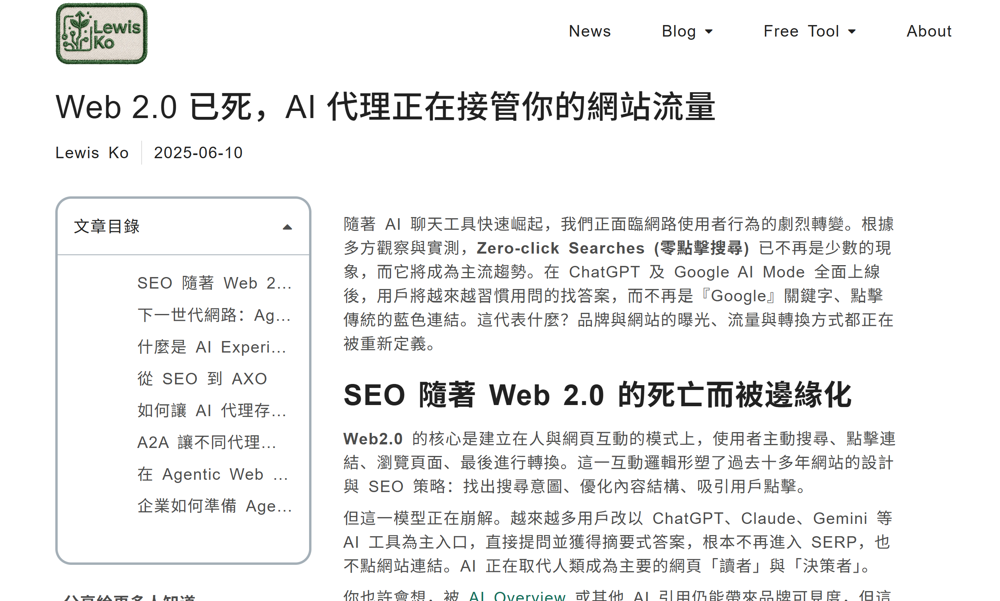 Lewis
Ko
News
Blog
Free Tool
About
Web 2.0 已死，AI 代理正在接管你的網站流量
Lewis Ko
2025-06-10
文章目錄
SEO 隨著 Web 2...
下一世代網路：Ag...
什麼是 AI Experi...
從 SEO 到 AXO
如何讓 AI 代理存...
A2A 讓不同代理...
在 Agentic Web ...
企業如何準備 Age...
分享給更多人知道
隨著 AI 聊天工具快速崛起，我們正面臨網路使用者行為的劇烈轉變。根據
多方觀察與實測，Zero-click Searches (零點擊搜尋) 已不再是少數的現
象，而它將成為主流趨勢。在 ChatGPT 及 Google AI Mode 全面上線
後，用戶將越來越習慣用問的找答案，而不再是『Google』關鍵字、點擊
傳統的藍色連結。這代表什麼？品牌與網站的曝光、流量與轉換方式都正在
被重新定義。
SEO 隨著 Web 2.0 的死亡而被邊緣化
Web2.0 的核心是建立在人與網頁互動的模式上，使用者主動搜尋、點擊連
結、瀏覽頁面、最後進行轉換。這一互動邏輯形塑了過去十多年網站的設計
與 SEO 策略：找出搜尋意圖、優化內容結構、吸引用戶點擊。
但這一模型正在崩解。越來越多用戶改以 ChatGPT、Claude、Gemini 等
AI 工具為主入口，直接提問並獲得摘要式答案，根本不再進入 SERP，也
不點網站連結。AI 正在取代人類成為主要的網頁「讀者」與「決策者」。
你也許會想，被 AI Overview 或其他 AI 引用仍能帶來品牌可見度，但這